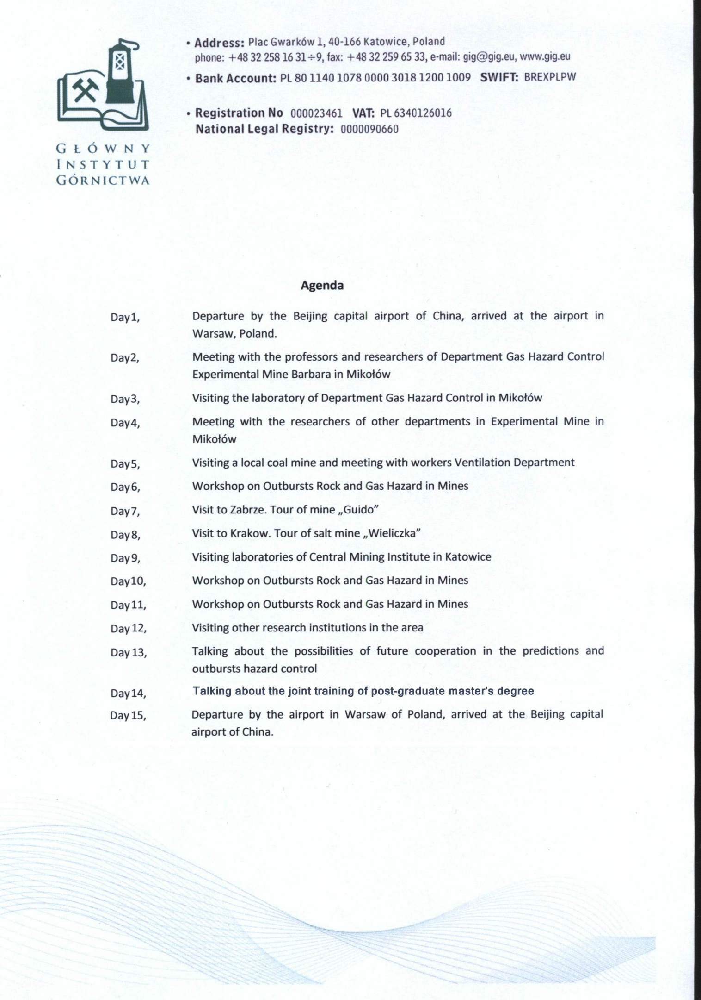 • Address: Plac Gwarków 1, 40-166 Katowice, Poland
phone: +48 32 258 16 31÷9, fax: +48 32 259 65 33, e-mail: gig@gig.eu, www.gig.eu
• Bank Account: PL 80 1140 1078 0000 3018 1200 1009 SWIFT: BREXPLPW
• Registration No 000023461 VAT: PL 6340126016
National Legal Registry: 0000090660
GŁÓWNY
INSTYTUT
GÓRNICTWA
Agenda
Day1, Departure by the Beijing capital airport of China, arrived at the airport in
Warsaw, Poland.
Day2, Meeting with the professors and researchers of Department Gas Hazard Control
Experimental Mine Barbara in Mikołów
Day3, Visiting the laboratory of Department Gas Hazard Control in Mikołów
Day4, Meeting with the researchers of other departments in Experimental Mine in
Mikołów
Day5, Visiting a local coal mine and meeting with workers Ventilation Department
Day6, Workshop on Outbursts Rock and Gas Hazard in Mines
Day7, Visit to Zabrze. Tour of mine „Guido”
Day8, Visit to Krakow. Tour of salt mine „Wieliczka”
Day9, Visiting laboratories of Central Mining Institute in Katowice
Day10, Workshop on Outbursts Rock and Gas Hazard in Mines
Day11, Workshop on Outbursts Rock and Gas Hazard in Mines
Day12, Visiting other research institutions in the area
Day13, Talking about the possibilities of future cooperation in the predictions and
outbursts hazard control
Day14, Talking about the joint training of post-graduate master's degree
Day15, Departure by the airport in Warsaw of Poland, arrived at the Beijing capital
airport of China.